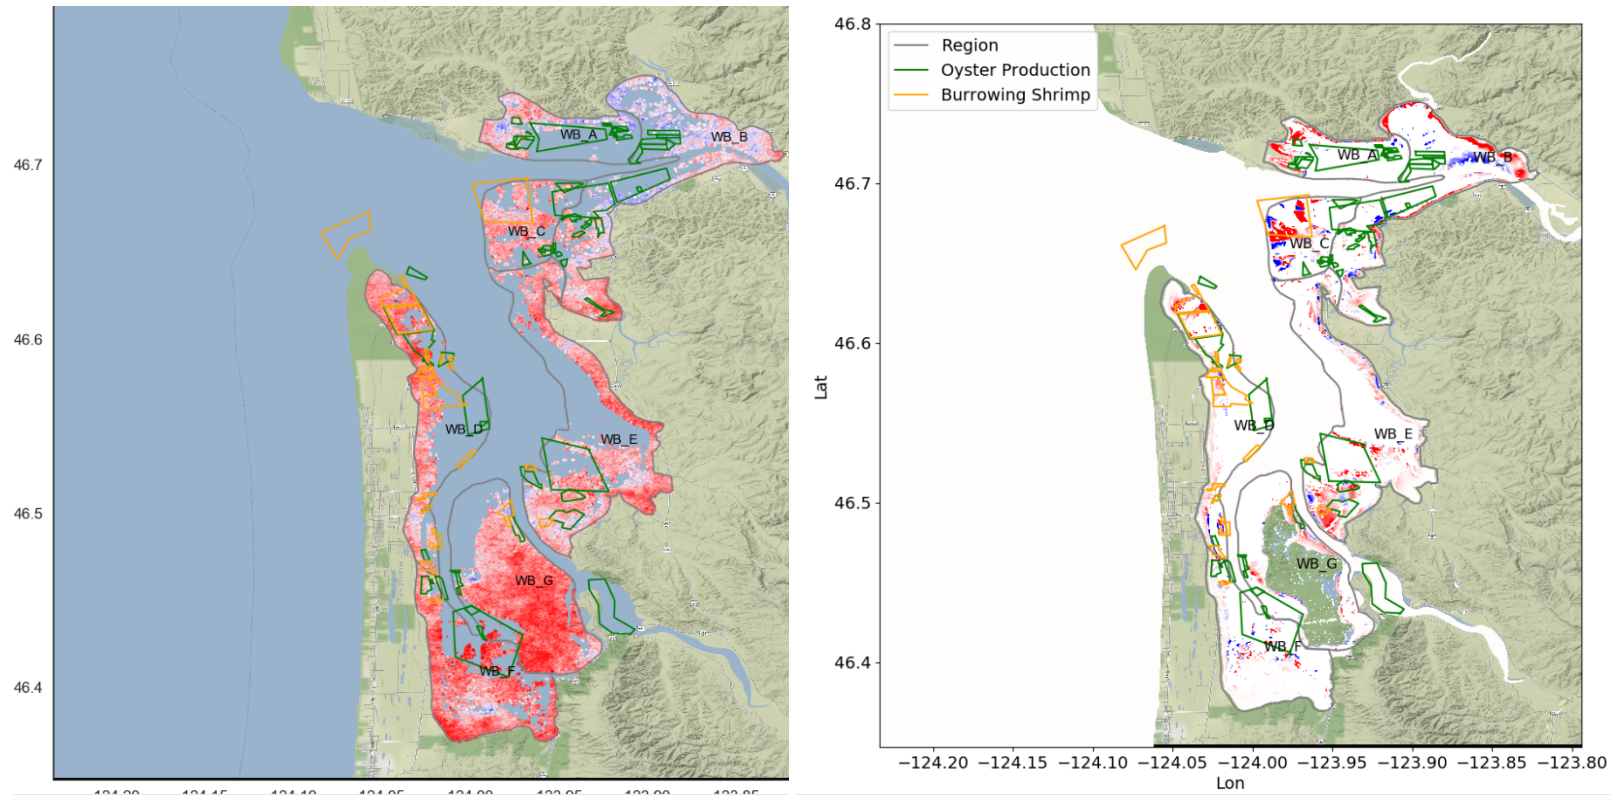 46.7
46.6
46.5
46.4
WB_A
WB_B
WB_C
WB_D
WB_E
WB_G
WB_F
46.8
46.7
46.6
46.5
46.4
Lat
Region
Oyster Production
Burrowing Shrimp
WB_A
WB_B
WB_C
WB_D
WB_E
WB_G
WB_F
−124.20 −124.15 −124.10 −124.05 −124.00 −123.95 −123.90 −123.85 −123.80
Lon